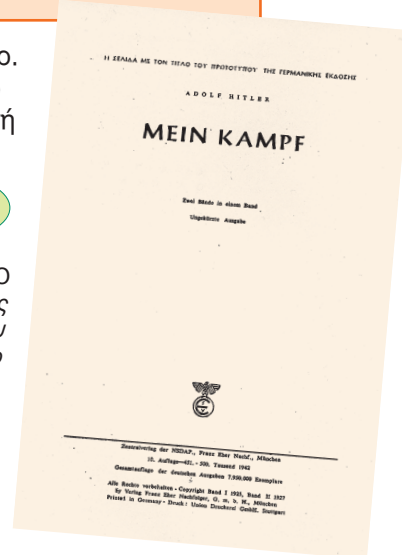 ο.
ή
ο
ς
υ
Η ΣΕΛΙΔΑ ΜΕ ΤΟΝ ΤΙΤΛΟ ΤΟΥ ΠΡΩΤΟΤΥΠΟΥ ΤΗΣ ΓΕΡΜΑΝΙΚΗΣ ΕΚΔΟΣΗΣ
ADOLF HITLER
MEIN KAMPF
Zwei Bände in einem Band
Ungekürzte Ausgabe
Zentralverlag der NSDAP., Franz Eher Nachf., München
Auflage
Tausend 1942
Gesamtauflage der deutschen Ausgaben 7.950.000 Exemplare
Alle Rechte vorbehalten - Copyright Band I 1925, Band II 1927
by Verlag Franz Eher Nachfolger, G. m. b. H., München
Printed in Germany - Druck: Union Druckerei GmbH. Stuttgart